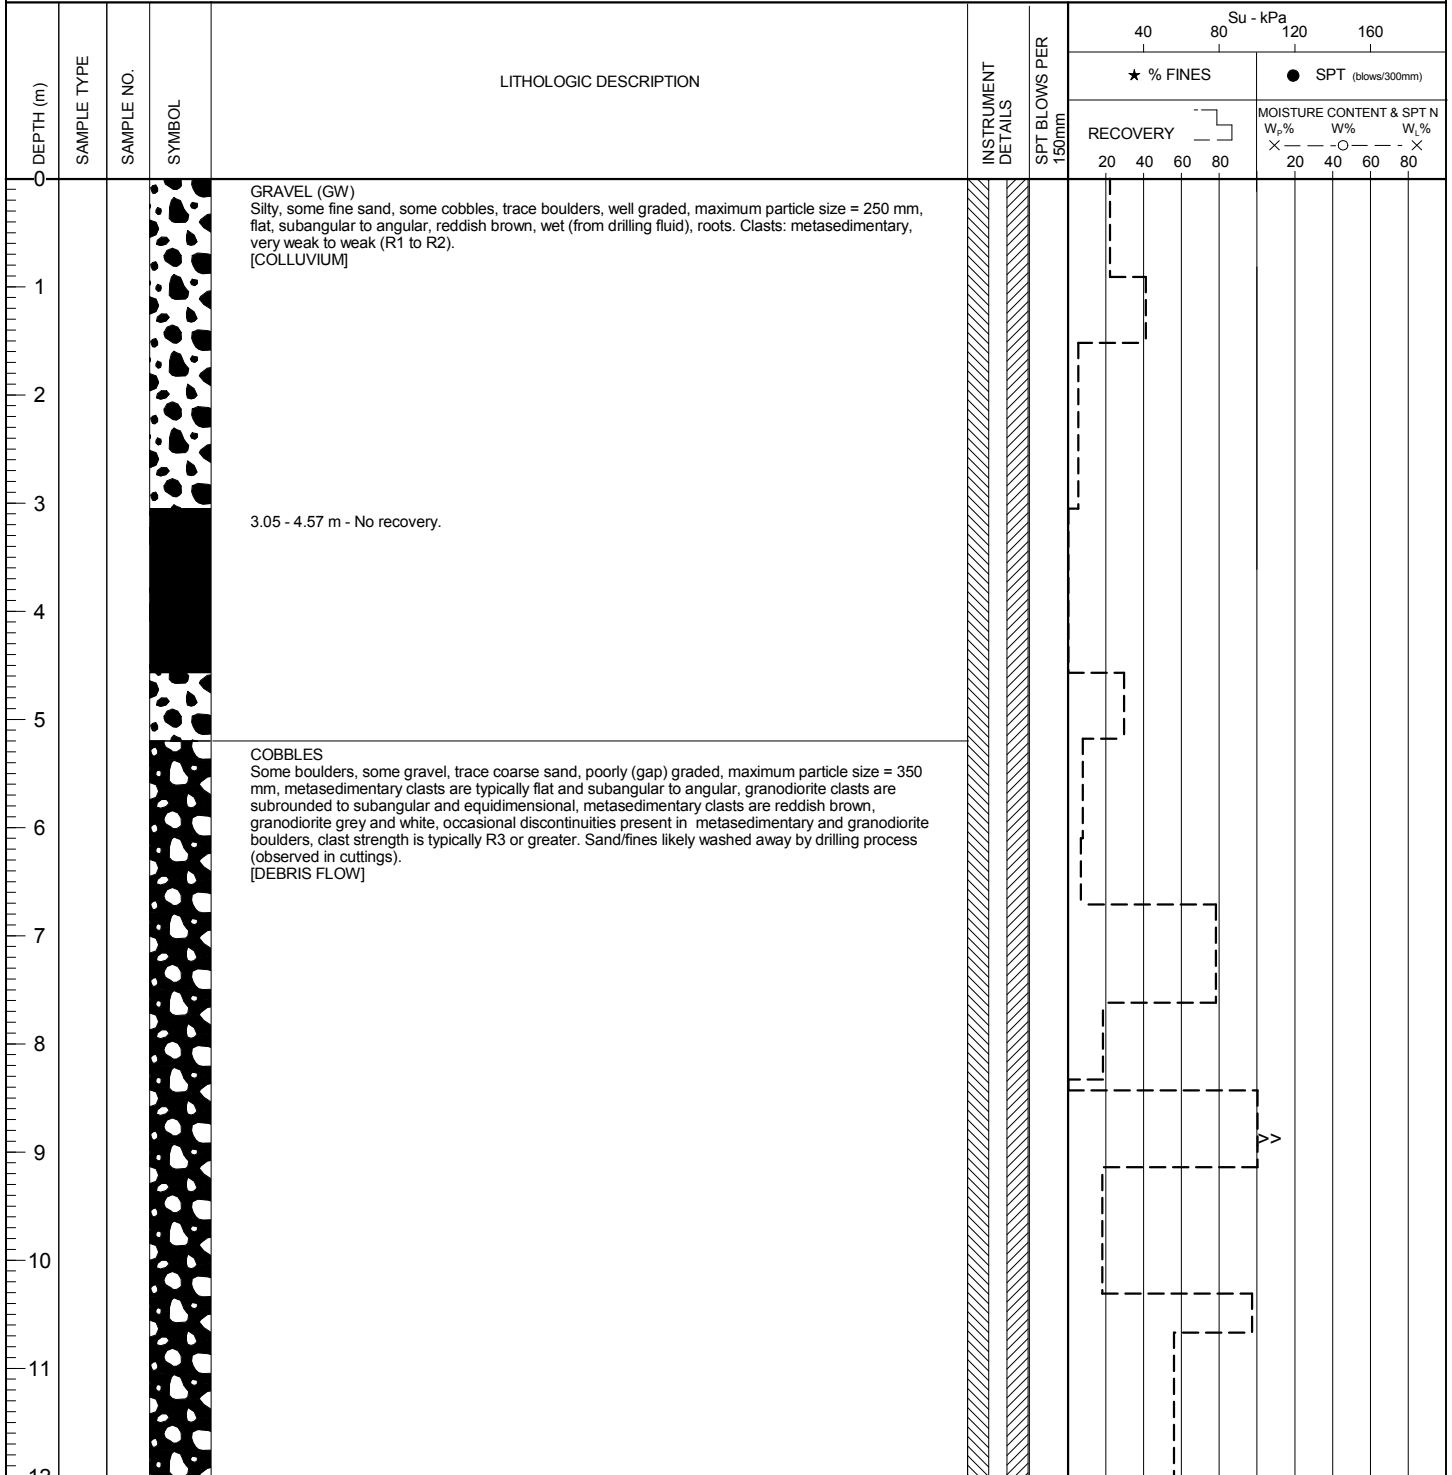 DEPTH (m)
SAMPLE TYPE
SAMPLE NO.
SYMBOL
LITHOLOGIC DESCRIPTION
INSTRUMENT
DETAILS
SPT BLOWS PER
150mm
Su - kPa
40 80 120 160
★ % FINES
● SPT (blows/300mm)
RECOVERY
MOISTURE CONTENT & SPT N
WP% W% WL%
20 40 60 80 20 40 60 80
0
GRAVEL (GW)
Silty, some fine sand, some cobbles, trace boulders, well graded, maximum particle size = 250 mm,
flat, subangular to angular, reddish brown, wet (from drilling fluid), roots. Clasts: metasedimentary,
very weak to weak (R1 to R2).
[COLLUVIUM]
1
2
3
3.05 - 4.57 m - No recovery.
4
5
COBBLES
Some boulders, some gravel, trace coarse sand, poorly (gap) graded, maximum particle size = 350
mm, metasedimentary clasts are typically flat and subangular to angular, granodiorite clasts are
subrounded to subangular and equidimensional, metasedimentary clasts are reddish brown,
granodiorite grey and white, occasional discontinuities present in metasedimentary and granodiorite
boulders, clast strength is typically R3 or greater. Sand/fines likely washed away by drilling process
(observed in cuttings).
[DEBRIS FLOW]
6
7
8
9
>>
10
11
12